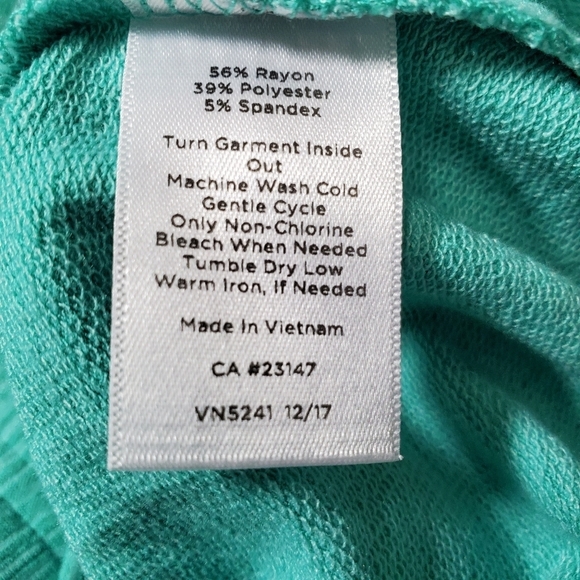 56% Rayon
39% Polyester
5% Spandex
Turn Garment Inside
Out
Machine Wash Cold
Gentle Cycle
Only Non-Chlorine
Bleach When Needed
Tumble Dry Low
Warm Iron, If Needed
Made In Vietnam
CA #23147
VN5241 12/17